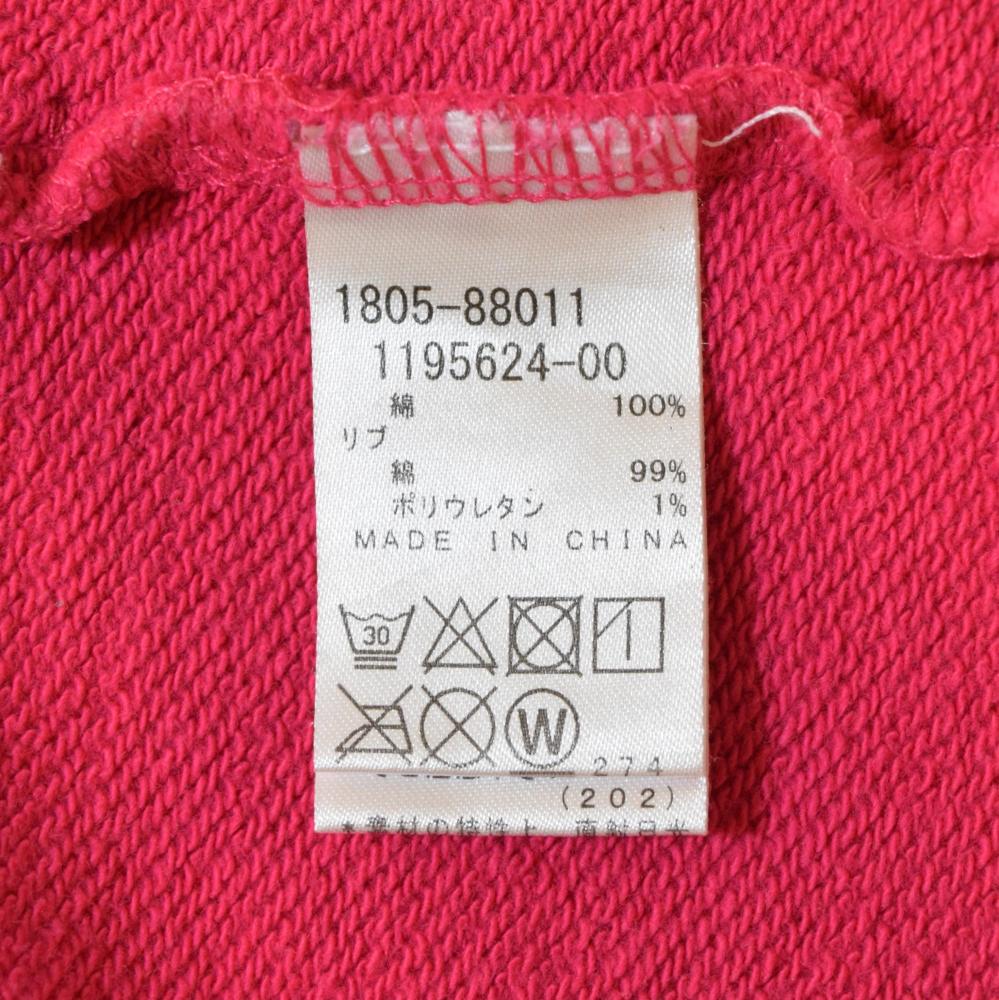 1805-88011
1195624-00
綿 100%
リブ
綿 99%
ポリウレタン 1%
MADE IN CHINA
30
W
274
(202)